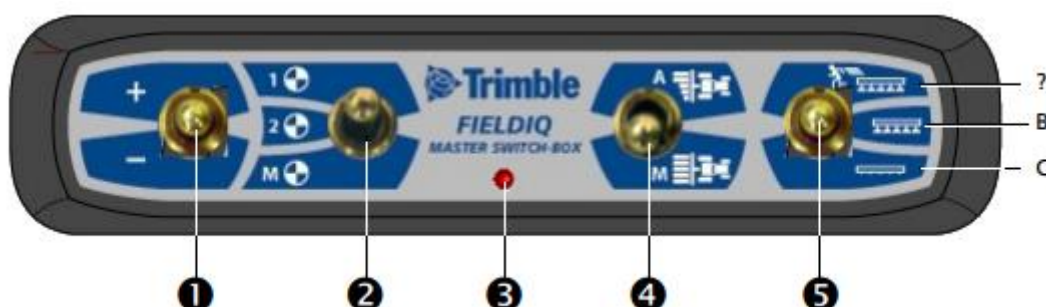 +
−
1
2
M
Trimble
FIELDIQ
MASTER SWITCH-BOX
A
M
?
B
C
1
2
3
4
5